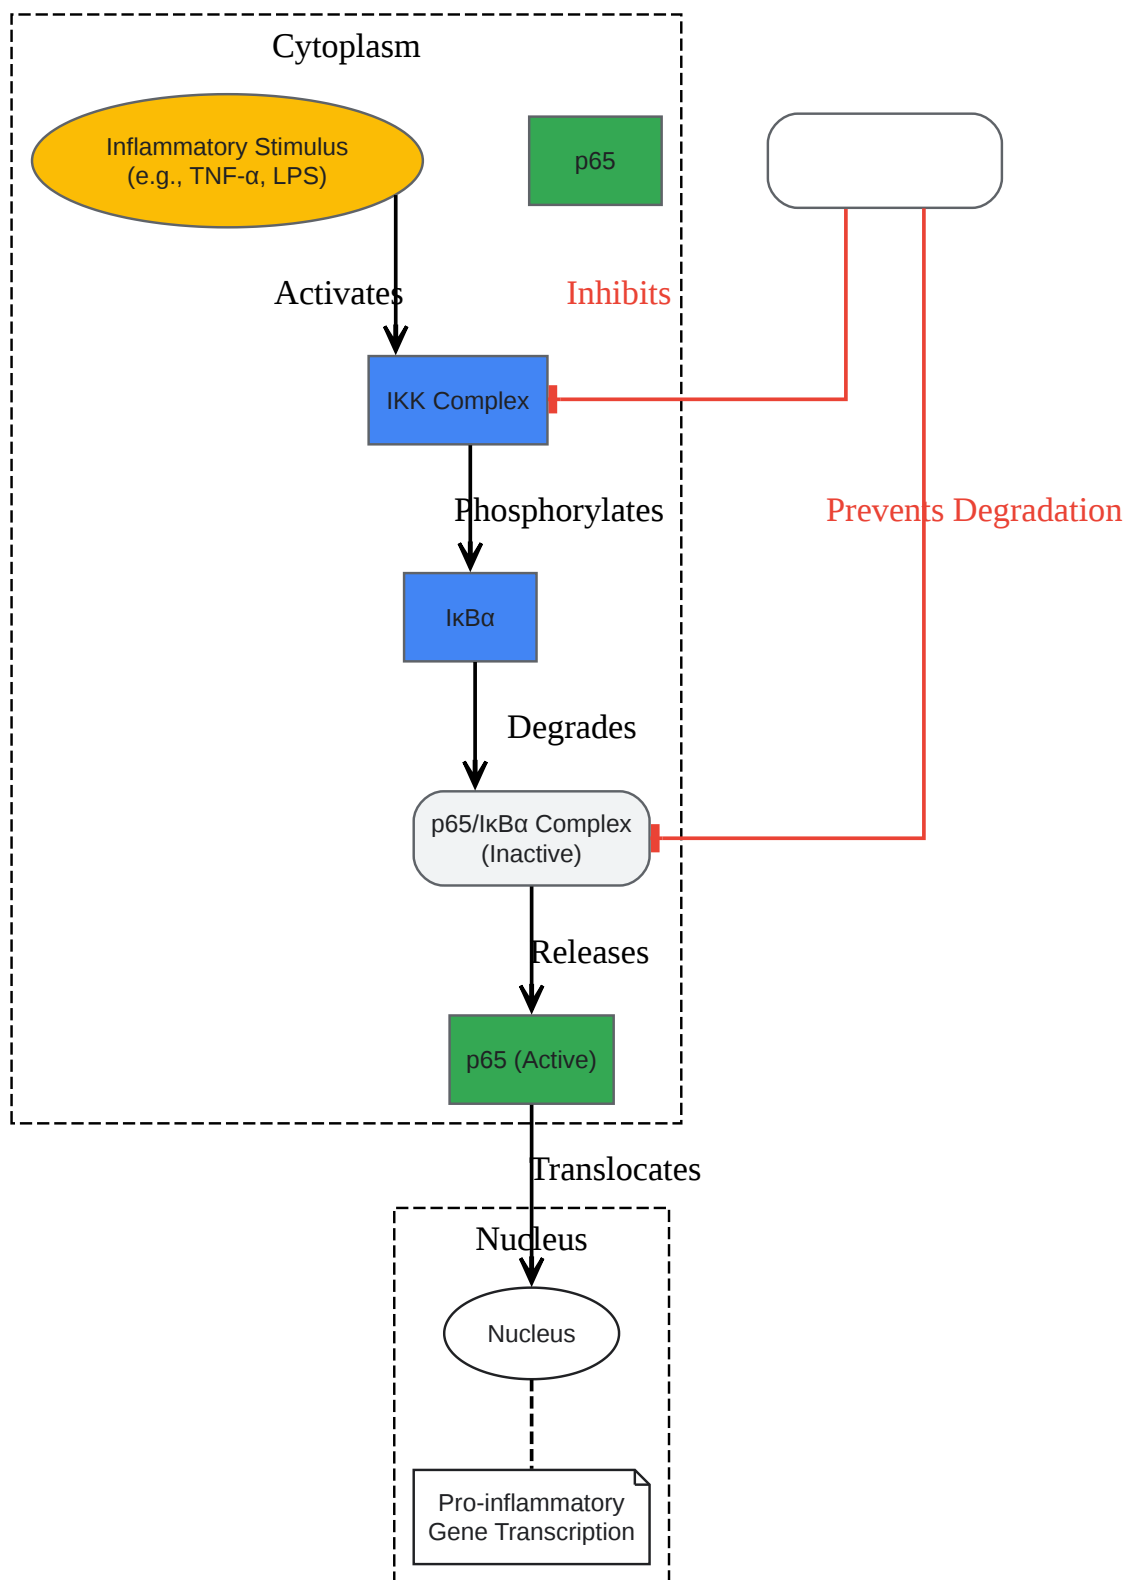 Cytoplasm
Inflammatory Stimulus
(e.g., TNF-α, LPS)
p65
Activates
Inhibits
IKK Complex
Phosphorylates
Prevents Degradation
IκBα
Degrades
p65/IκBα Complex
(Inactive)
Releases
p65 (Active)
Translocates
Nucleus
Nucleus
Pro-inflammatory
Gene Transcription